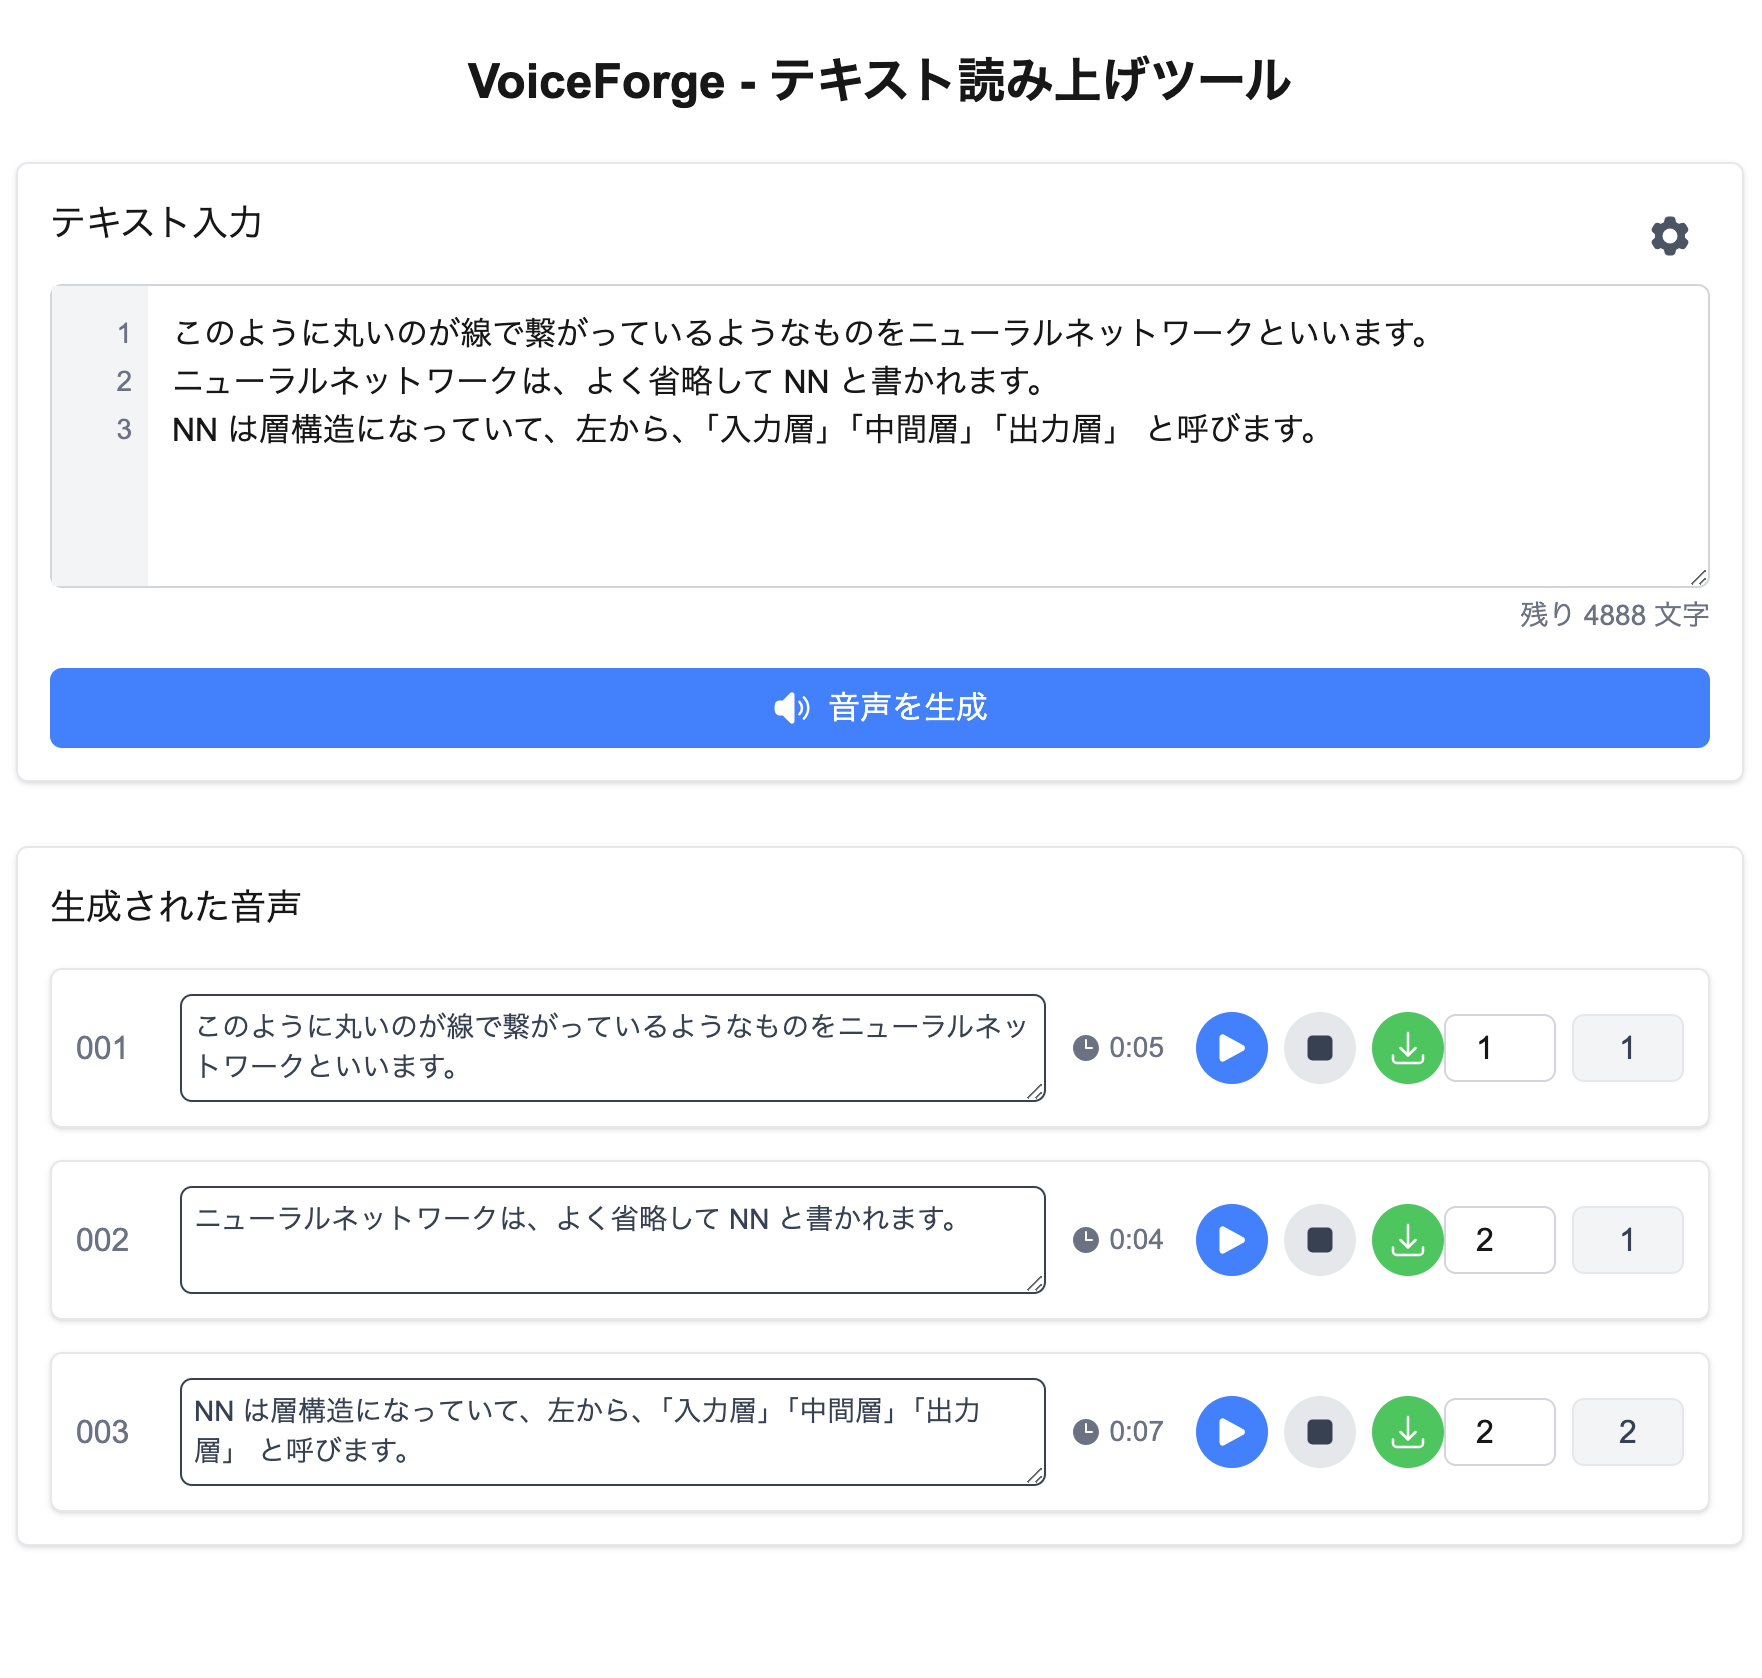 VoiceForge - テキスト読み上げツール
テキスト入力
1 このように丸いのが線で繋がっているようなものをニューラルネットワークといいます。
2 ニューラルネットワークは、よく省略して NN と書かれます。
3 NN は層構造になっていて、左から、「入力層」「中間層」「出力層」 と呼びます。
残り 4888 文字
音声を生成
生成された音声
001
このように丸いのが線で繋がっているようなものをニューラルネッ
トワークといいます。
0:05
1
1
002
ニューラルネットワークは、よく省略して NN と書かれます。
0:04
2
1
003
NN は層構造になっていて、左から、「入力層」「中間層」「出力
層」 と呼びます。
0:07
2
2